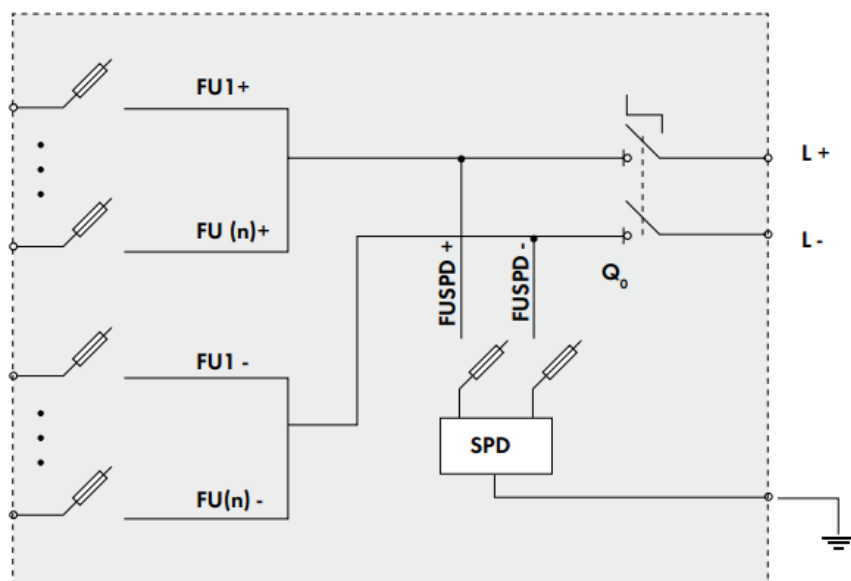 FU1+
L +
FU (n)+
L -
FUSPD +
FUSPD -
Q0
FU1 -
SPD
FU(n) -